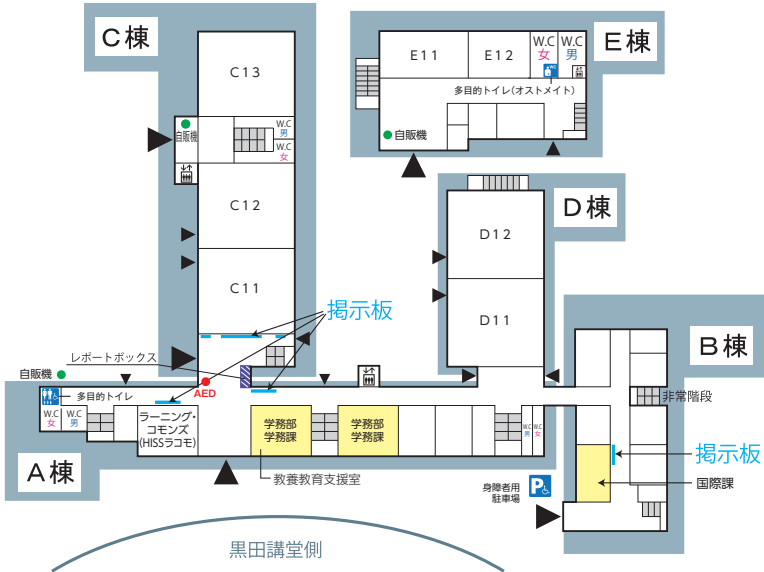 C棟
C13
自販機
W.C
男
W.C
女
C12
C11
掲示板
レポートボックス
E棟
E11
E12
W.C
女
W.C
男
WC
多目的トイレ(オストメイト)
自販機
D棟
D12
D11
B棟
非常階段
掲示板
国際課
自販機
AED
多目的トイレ
W.C
女
W.C
男
ラーニング・
コモンズ
(HISSラコモ)
学務部
学務課
学務部
学務課
W.C
男
W.C
女
A棟
教養教育支援室
身障者用
駐車場
P
黒田講堂側